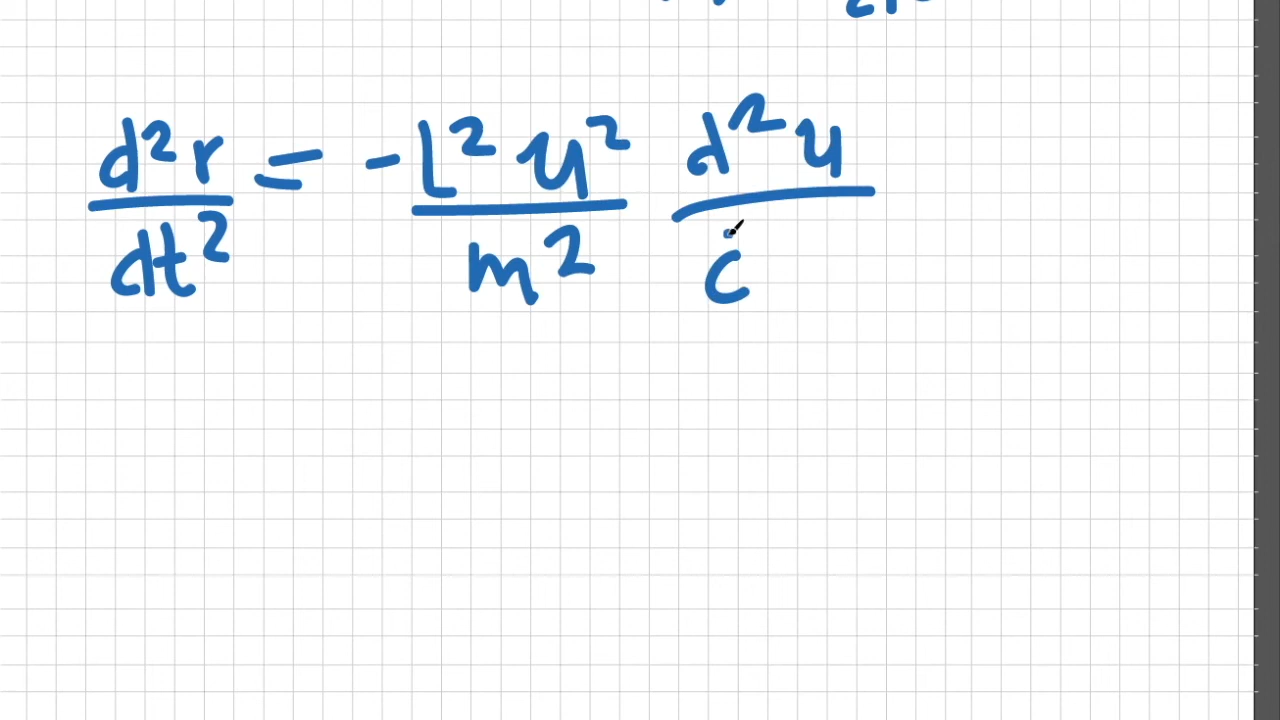 d²r/dt² = - L²u²/m² d²u/c